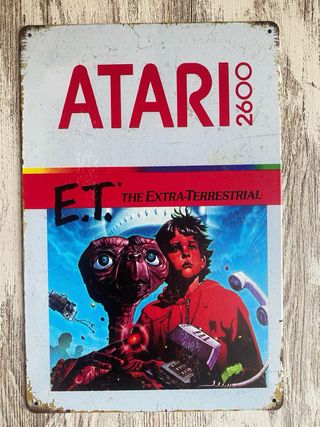 ATARI 2600
E.T.® THE EXTRA-TERRESTRIAL